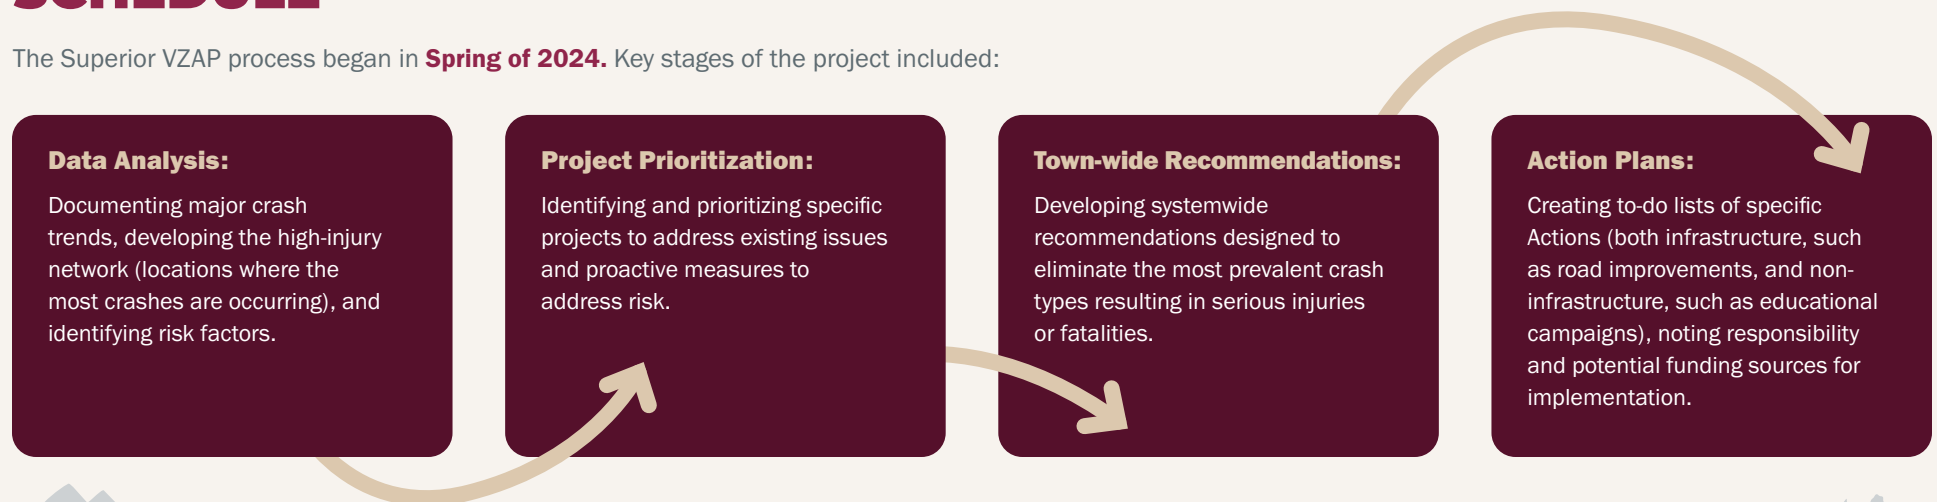 SCHEDULE
The Superior VZAP process began in Spring of 2024. Key stages of the project included:
Data Analysis:
Documenting major crash
trends, developing the high-injury
network (locations where the
most crashes are occurring), and
identifying risk factors.
Project Prioritization:
Identifying and prioritizing specific
projects to address existing issues
and proactive measures to
address risk.
Town-wide Recommendations:
Developing systemwide
recommendations designed to
eliminate the most prevalent crash
types resulting in serious injuries
or fatalities.
Action Plans:
Creating to-do lists of specific
Actions (both infrastructure, such
as road improvements, and non-
infrastructure, such as educational
campaigns), noting responsibility
and potential funding sources for
implementation.